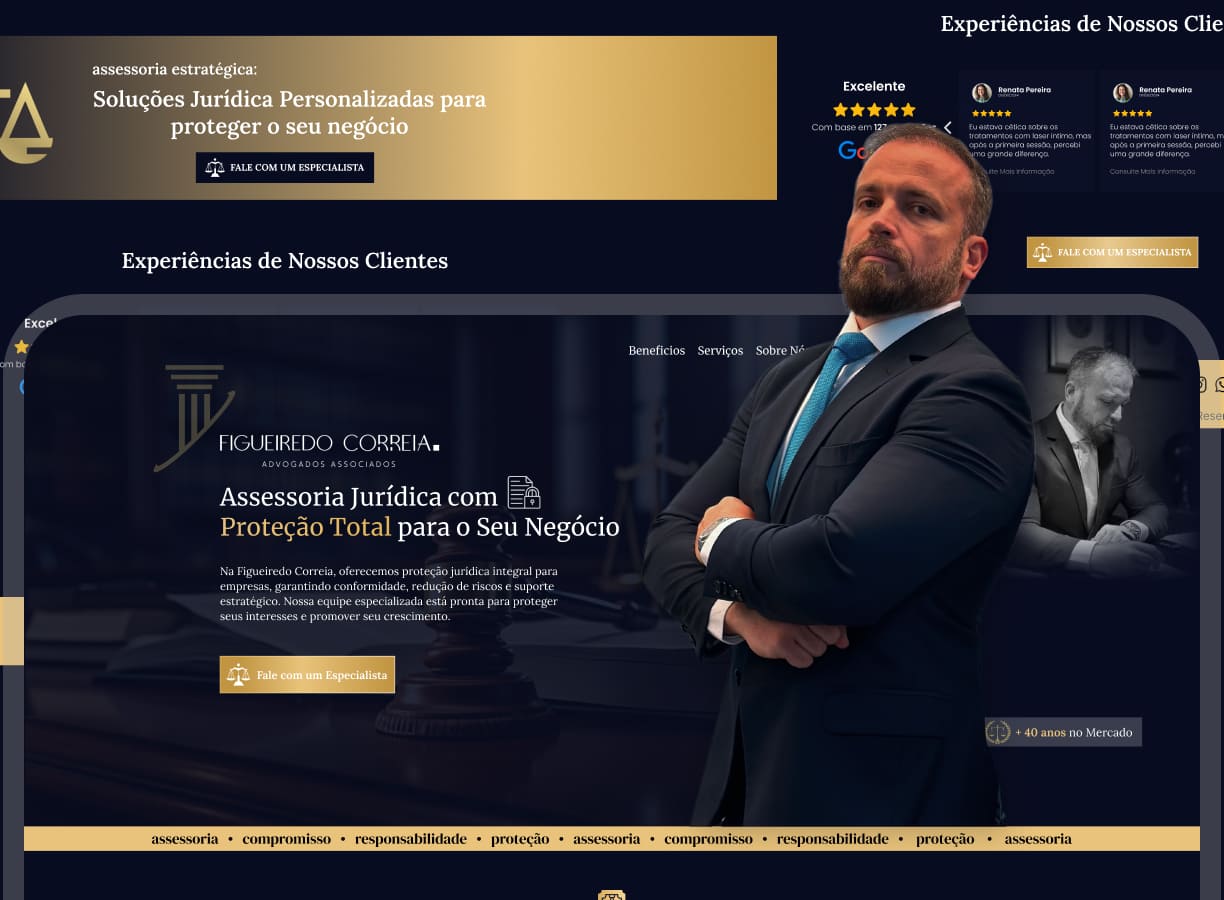 Experiências de Nossos Clie
assessoria estratégica:
Soluções Jurídica Personalizadas para
proteger o seu negócio
FALE COM UM ESPECIALISTA
Excelente
Com base em 127
Renata Pereira
Eu estava cética sobre os
tratamentos com laser íntimo, mas
após a primeira sessão, percebi
uma grande diferença.
Mais Informação
Renata Pereira
Eu estava cética sobre os
tratamentos com laser íntimo, m
após a primeira sessão, percebi
uma grande diferença.
Consulte Mais Informação
FALE COM UM ESPECIALISTA
Experiências de Nossos Clientes
Excel
Beneficios Serviços Sobre Nó
FIGUEIREDO CORREIA.
ADVOGADOS ASSOCIADOS
Assessoria Jurídica com
Proteção Total para o Seu Negócio
Na Figueiredo Correia, oferecemos proteção jurídica integral para
empresas, garantindo conformidade, redução de riscos e suporte
estratégico. Nossa equipe especializada está pronta para proteger
seus interesses e promover seu crescimento.
Fale com um Especialista
+ 40 anos no Mercado
assessoria • compromisso • responsabilidade • proteção • assessoria • compromisso • responsabilidade • proteção • assessoria